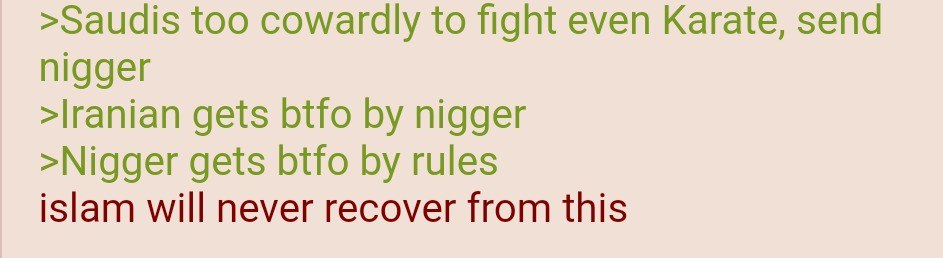 >Saudis too cowardly to fight even Karate, send
nigger
>Iranian gets btfo by nigger
>Nigger gets btfo by rules
islam will never recover from this